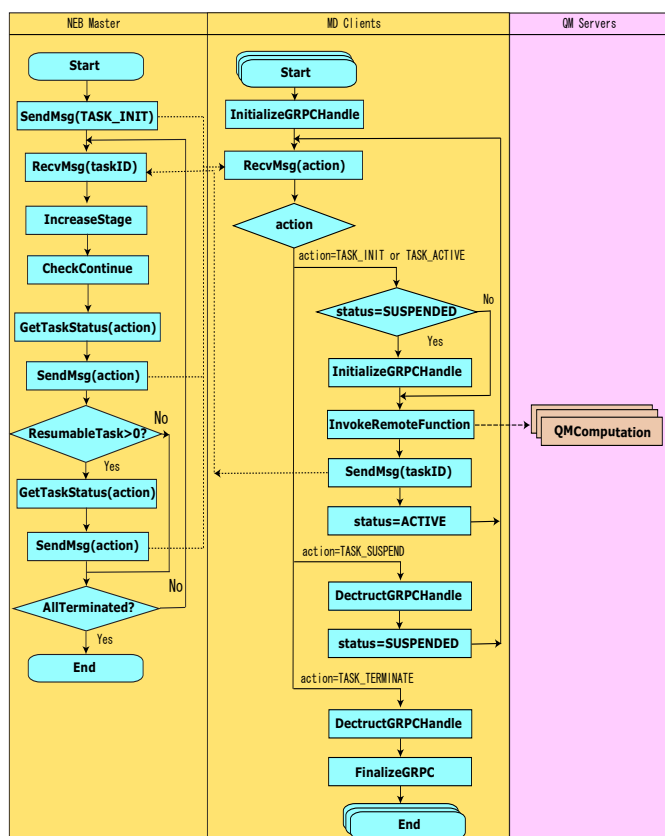 NEB Master
MD Clients
QM Servers
Start
SendMsg(TASK_INIT)
RecvMsg(taskID)
IncreaseStage
CheckContinue
GetTaskStatus(action)
SendMsg(action)
ResumableTask>0?
No
Yes
GetTaskStatus(action)
SendMsg(action)
No
AllTerminated?
Yes
End
Start
InitializeGRPCHandle
RecvMsg(action)
action
action=TASK_INIT or TASK_ACTIVE
status=SUSPENDED
No
Yes
InitializeGRPCHandle
InvokeRemoteFunction
SendMsg(taskID)
status=ACTIVE
action=TASK_SUSPEND
DectructGRPCHandle
status=SUSPENDED
action=TASK_TERMINATE
DectructGRPCHandle
FinalizeGRPC
End
QMComputation